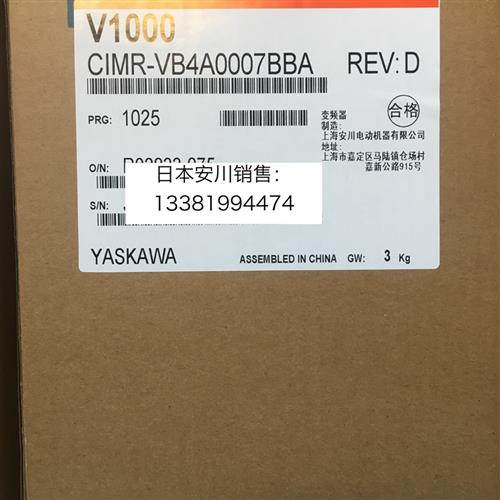 V1000
CIMR-VB4A0007BBA REV: D
PRG: 1025
变频器
制造:
上海安川电动机器有限公司
地址:
上海市嘉定区马陆镇仓场村
嘉新公路915号
合格
O/N:
S/N:
日本安川销售:
13381994474
YASKAWA
ASSEMBLED IN CHINA GW: 3 Kg